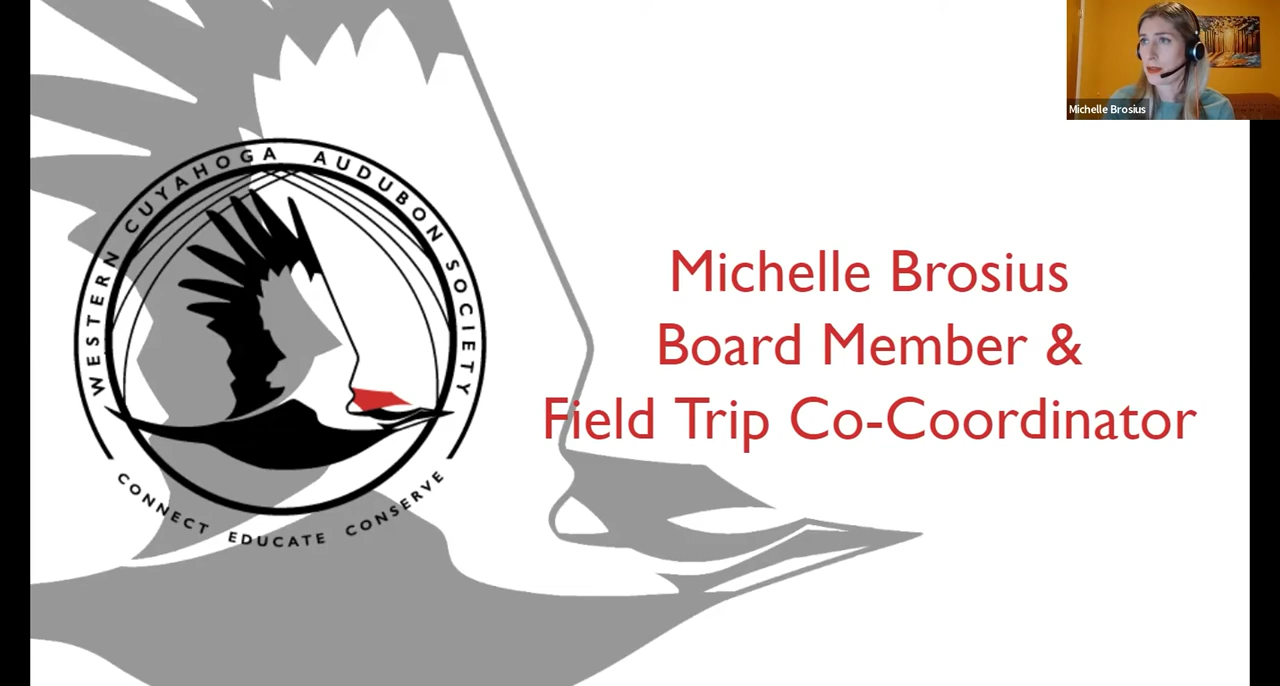 WESTERN CUYAHOGA AUDUBON SOCIETY
CONNECT EDUCATE CONSERVE
Michelle Brosius
Board Member &
Field Trip Co-Coordinator
Michelle Brosius